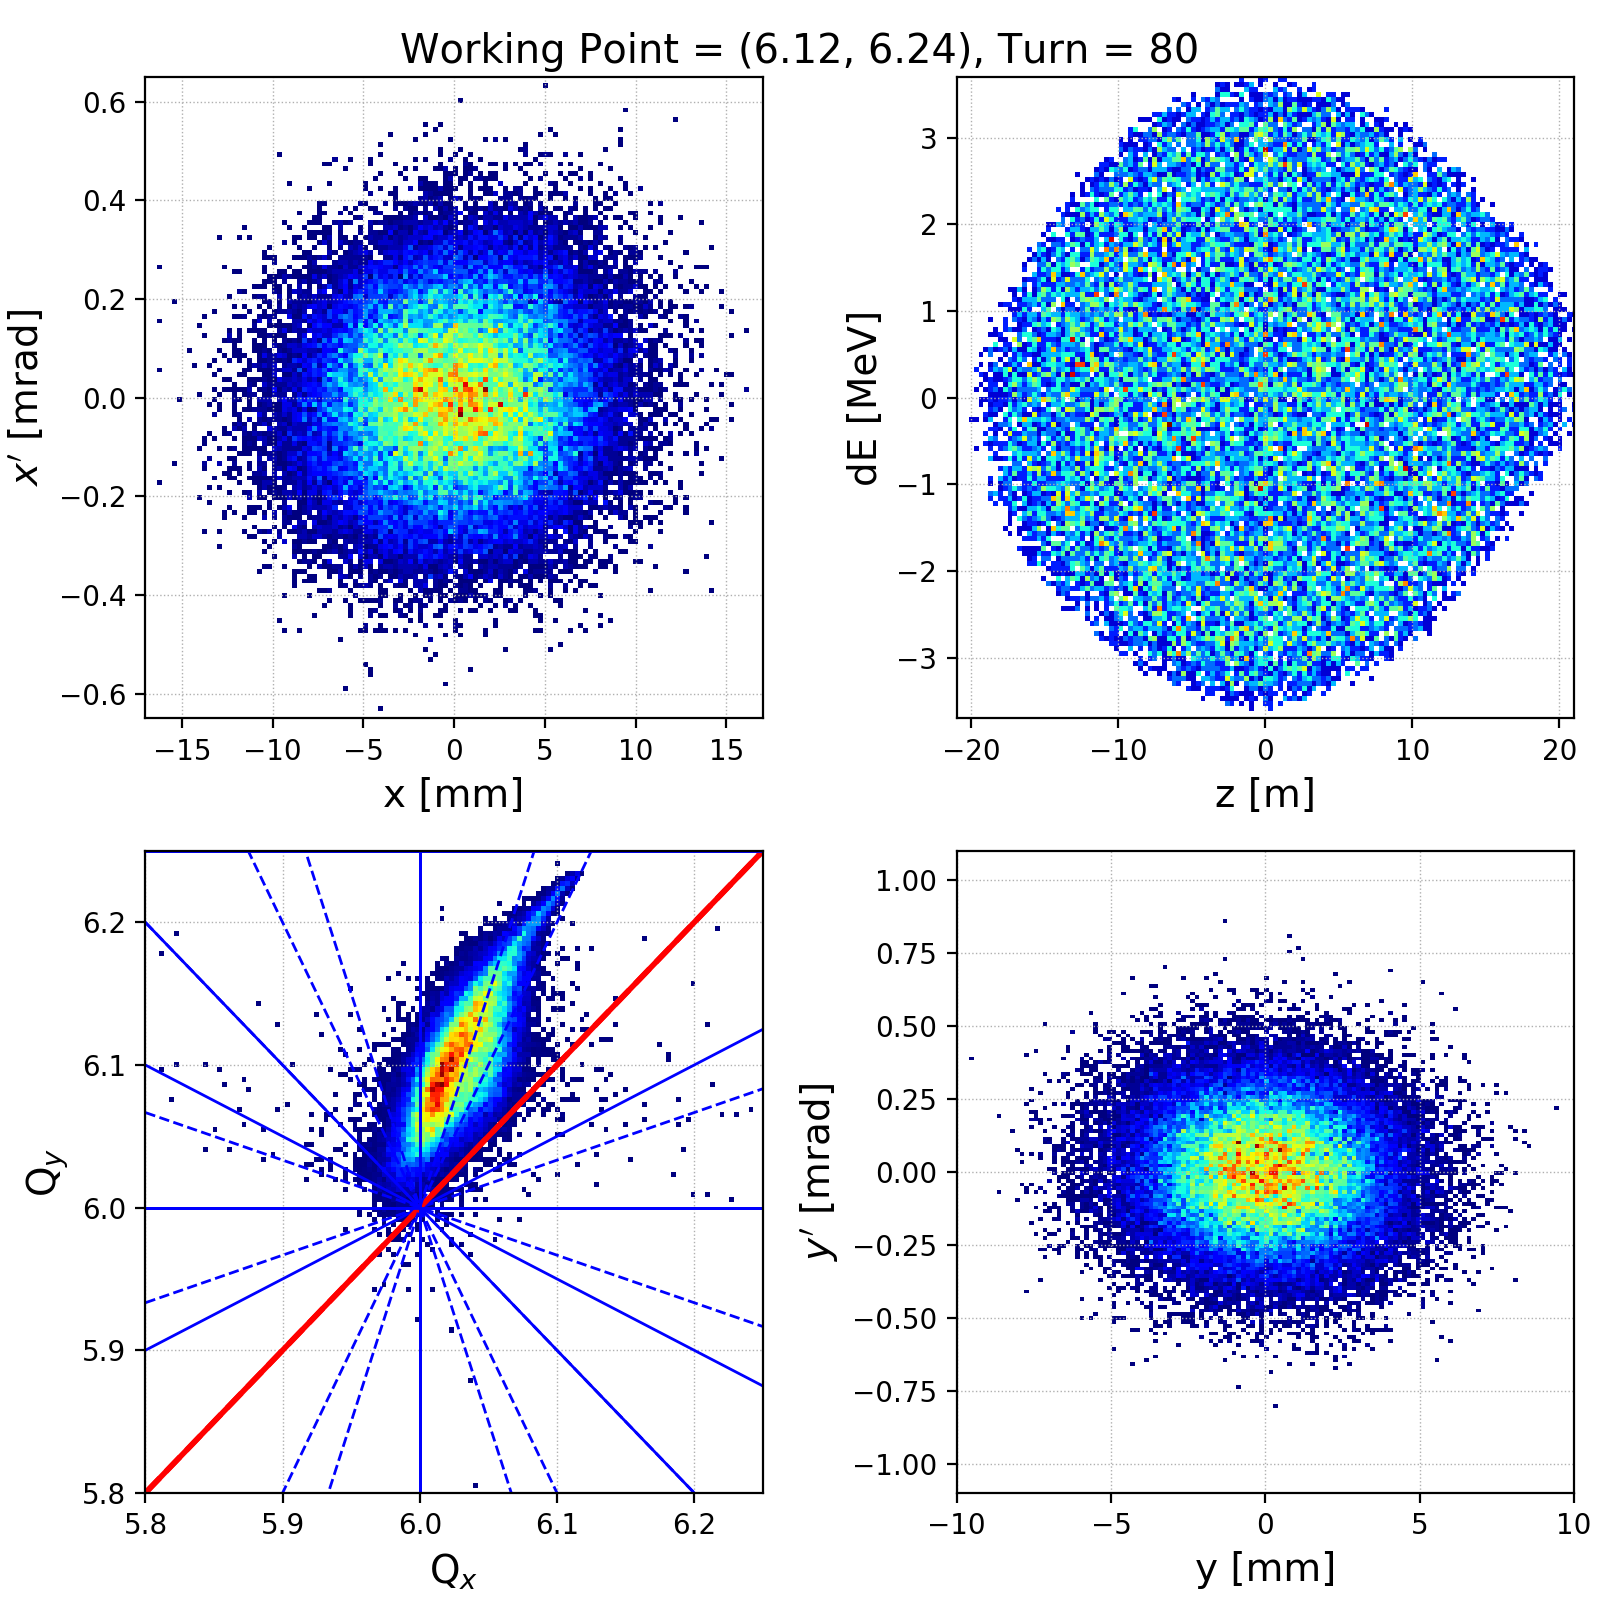 Working Point = (6.12, 6.24), Turn = 80
0.6
0.4
0.2
0.0
−0.2
−0.4
−0.6
x′ [mrad]
−15 −10 −5 0 5 10 15
x [mm]
3
2
1
0
−1
−2
−3
dE [MeV]
−20 −10 0 10 20
z [m]
6.2
6.1
6.0
5.9
5.8
Qy
5.8 5.9 6.0 6.1 6.2
Qx
1.00
0.75
0.50
0.25
0.00
−0.25
−0.50
−0.75
−1.00
y′ [mrad]
−10 −5 0 5 10
y [mm]